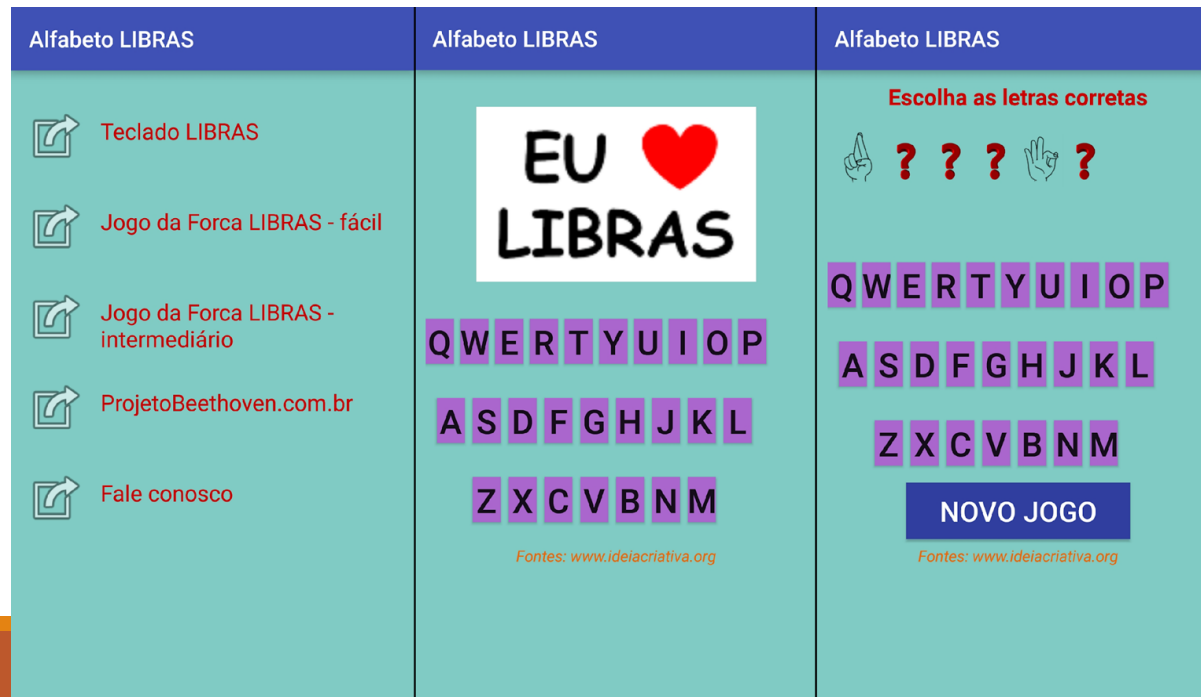 Alfabeto LIBRAS
Teclado LIBRAS
Jogo da Forca LIBRAS - fácil
Jogo da Forca LIBRAS -
intermediário
ProjetoBeethoven.com.br
Fale conosco
Alfabeto LIBRAS
EU
LIBRAS
Q W E R T Y U I O P
A S D F G H J K L
Z X C V B N M
Fontes: www.ideiacriativa.org
Alfabeto LIBRAS
Escolha as letras corretas
? ? ? ?
Q W E R T Y U I O P
A S D F G H J K L
Z X C V B N M
NOVO JOGO
Fontes: www.ideiacriativa.org